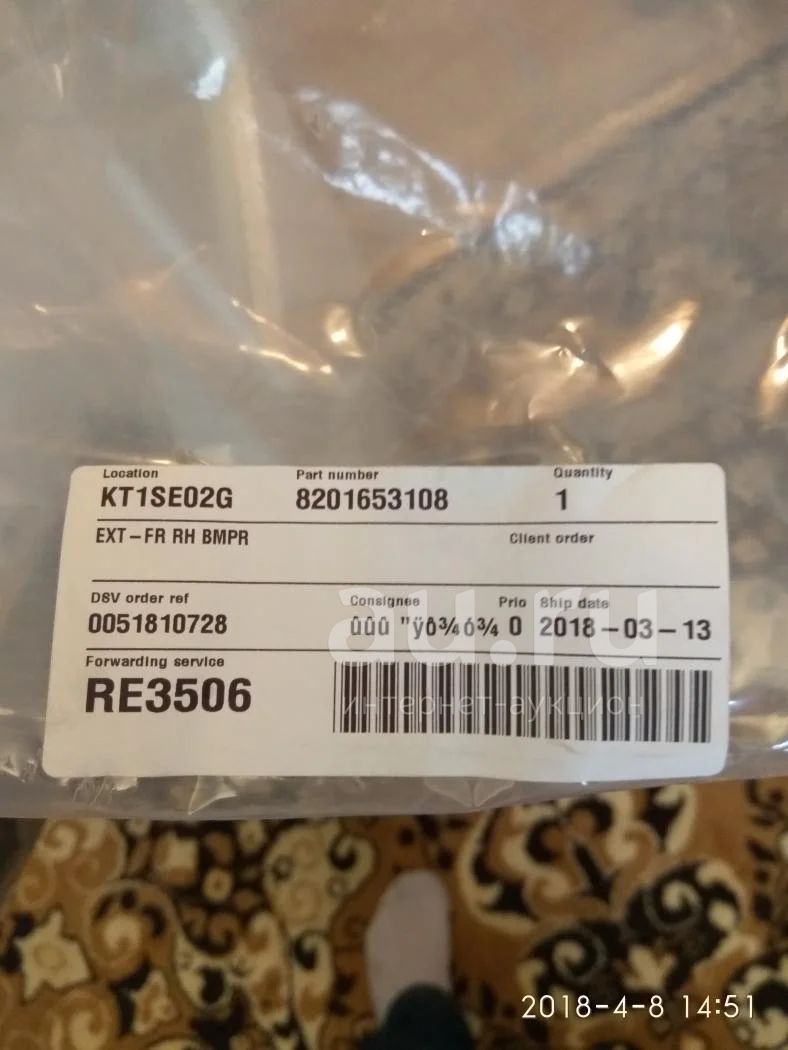 Location Part number Quantity
KT1SE02G 8201653108 1
EXT-FR RH BMPR Client order
DSV order ref Consignee Prio Ship date
0051810728 ûûû "ÿô¾ó¾ 0 2018-03-13
Forwarding service
RE3506
au.ru
интернет-аукцион
2018-4-8 14:51